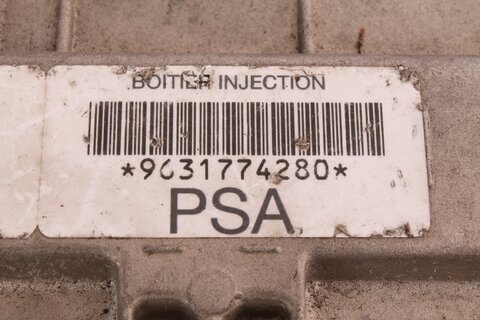 BOITIER INJECTION
*9631774280*
PSA